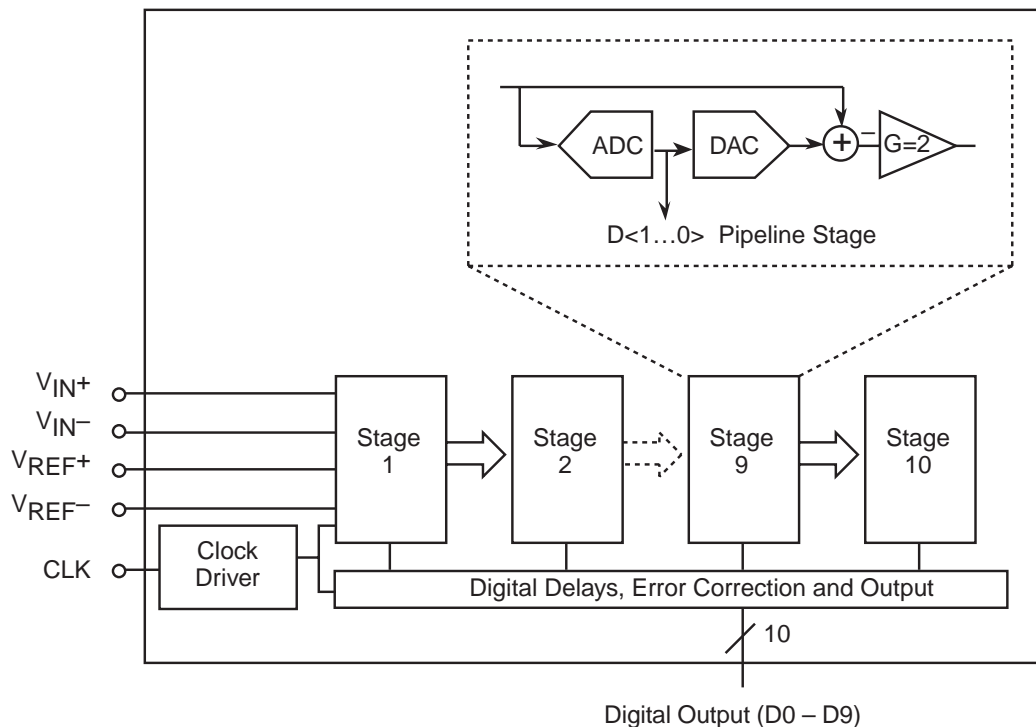 ADC
DAC
+
–
G=2
D<1...0> Pipeline Stage
VIN+
VIN–
VREF+
VREF–
CLK
Stage
1
Stage
2
Stage
9
Stage
10
Clock
Driver
Digital Delays, Error Correction and Output
10
Digital Output (D0 – D9)